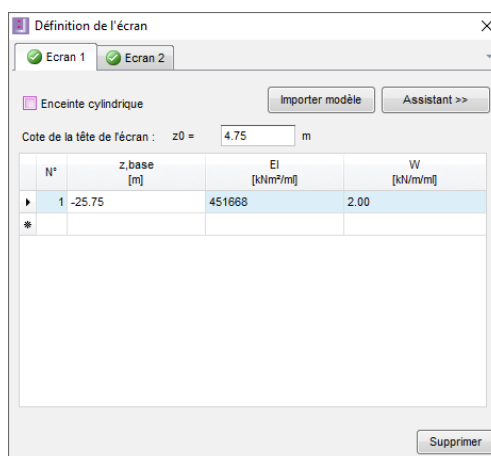 Définition de l'écran
Ecran 1 Ecran 2
Enceinte cylindrique Importer modèle Assistant >>
Cote de la tête de l'écran : z0 = 4.75 m
N° z,base [m] EI [kNm²/ml] W [kN/m/ml]
1 -25.75 451668 2.00
Supprimer